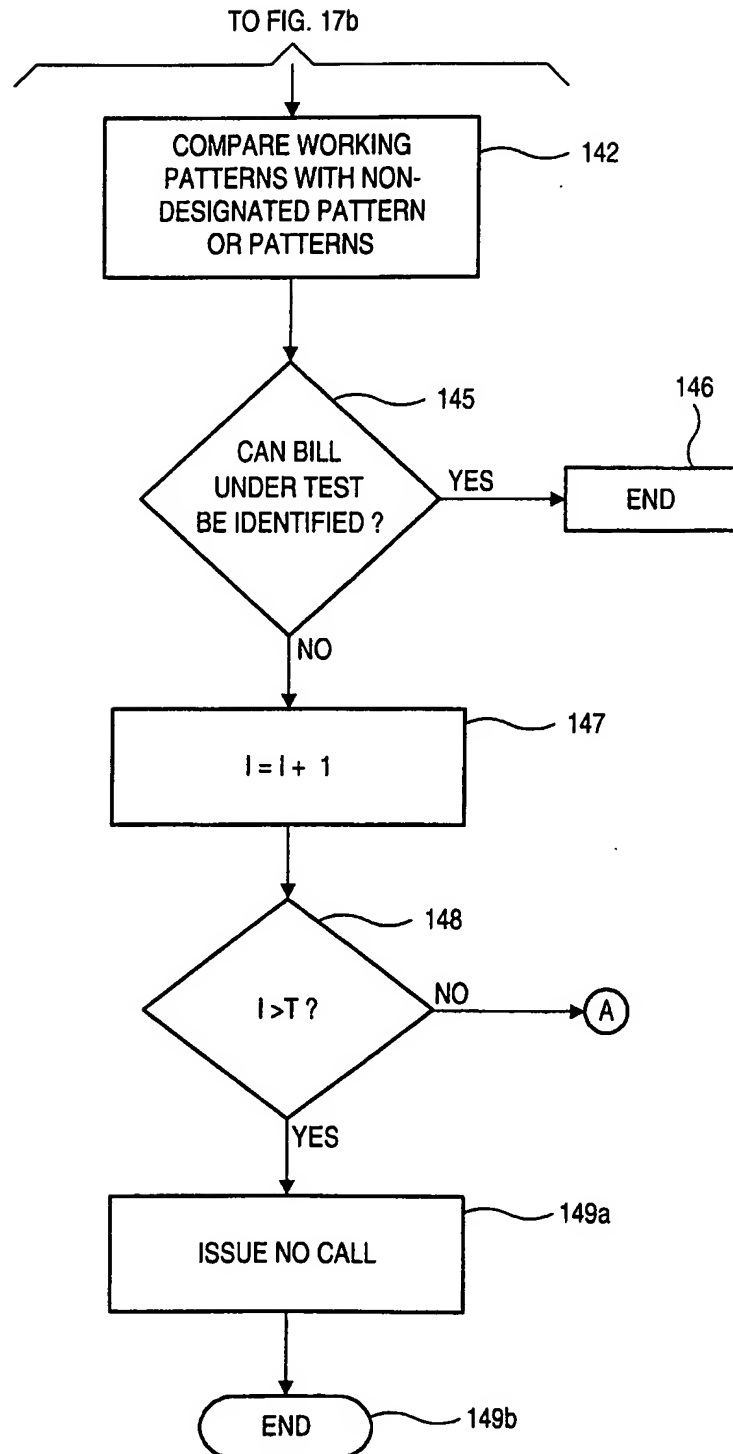 TO FIG. 17b
COMPARE WORKING
PATTERNS WITH NON-
DESIGNATED PATTERN
OR PATTERNS
142
145
CAN BILL
UNDER TEST
BE IDENTIFIED ?
YES
146
END
NO
147
I = I + 1
148
I >T ?
NO
A
YES
149a
ISSUE NO CALL
END
149b